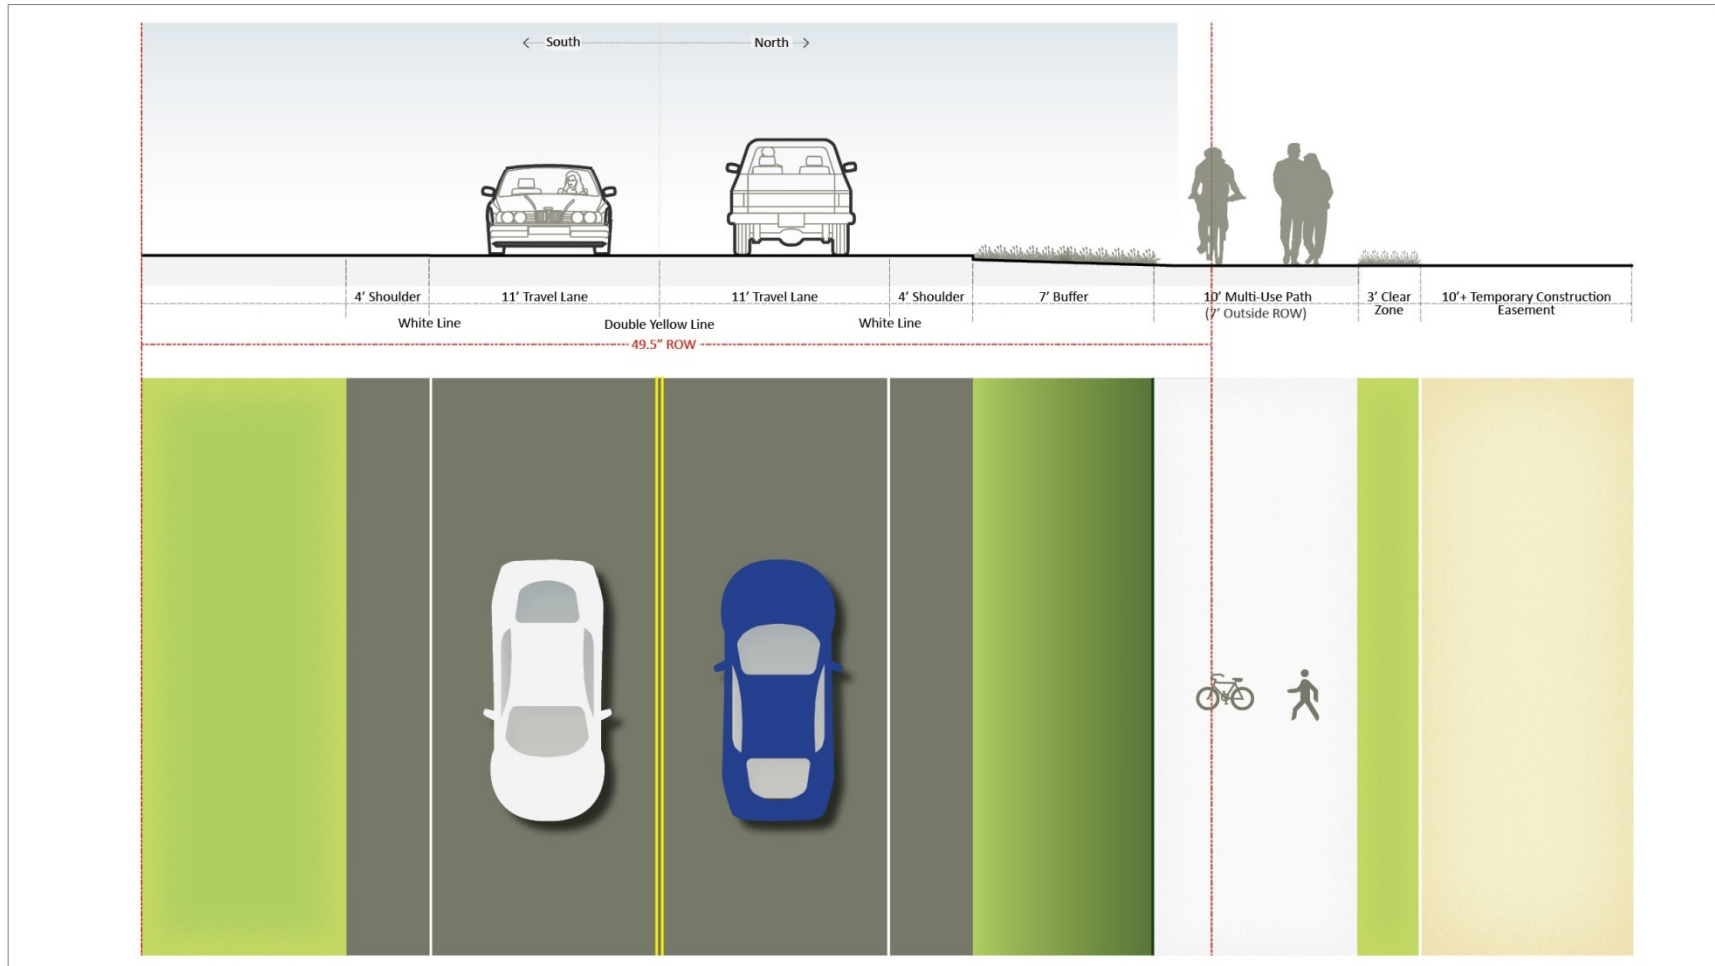 South
North
4' Shoulder
11' Travel Lane
11' Travel Lane
4' Shoulder
7' Buffer
10' Multi-Use Path
(7' Outside ROW)
3' Clear
Zone
10'+ Temporary Construction
Easement
White Line
Double Yellow Line
White Line
49.5" ROW